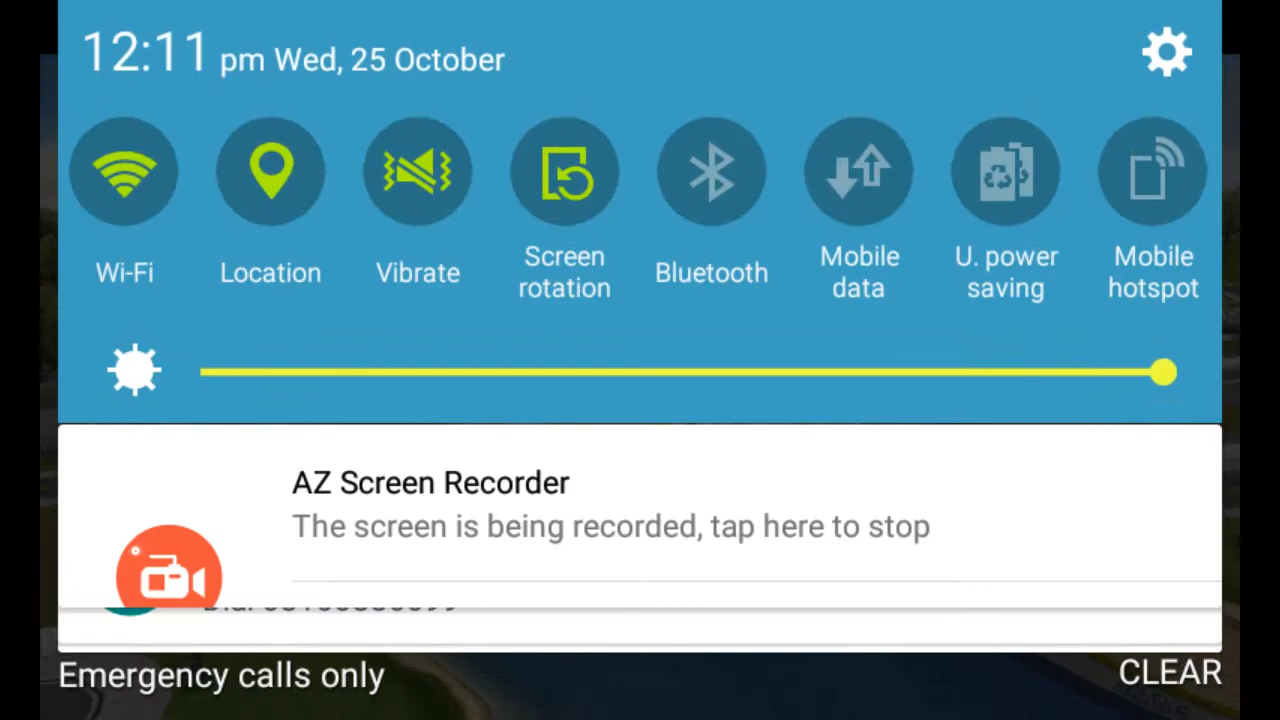 12:11 pm Wed, 25 October
Wi-Fi
Location
Vibrate
Screen
rotation
Bluetooth
Mobile
data
U. power
saving
Mobile
hotspot
AZ Screen Recorder
The screen is being recorded, tap here to stop
Emergency calls only
CLEAR